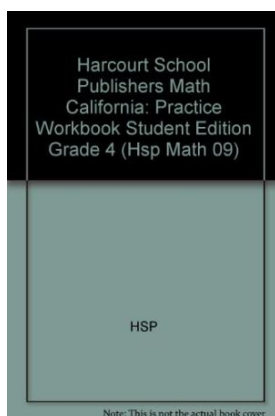 Harcourt School
Publishers Math
California: Practice
Workbook Student Edition
Grade 4 (Hsp Math 09)
HSP
Note: This is not the actual book cover